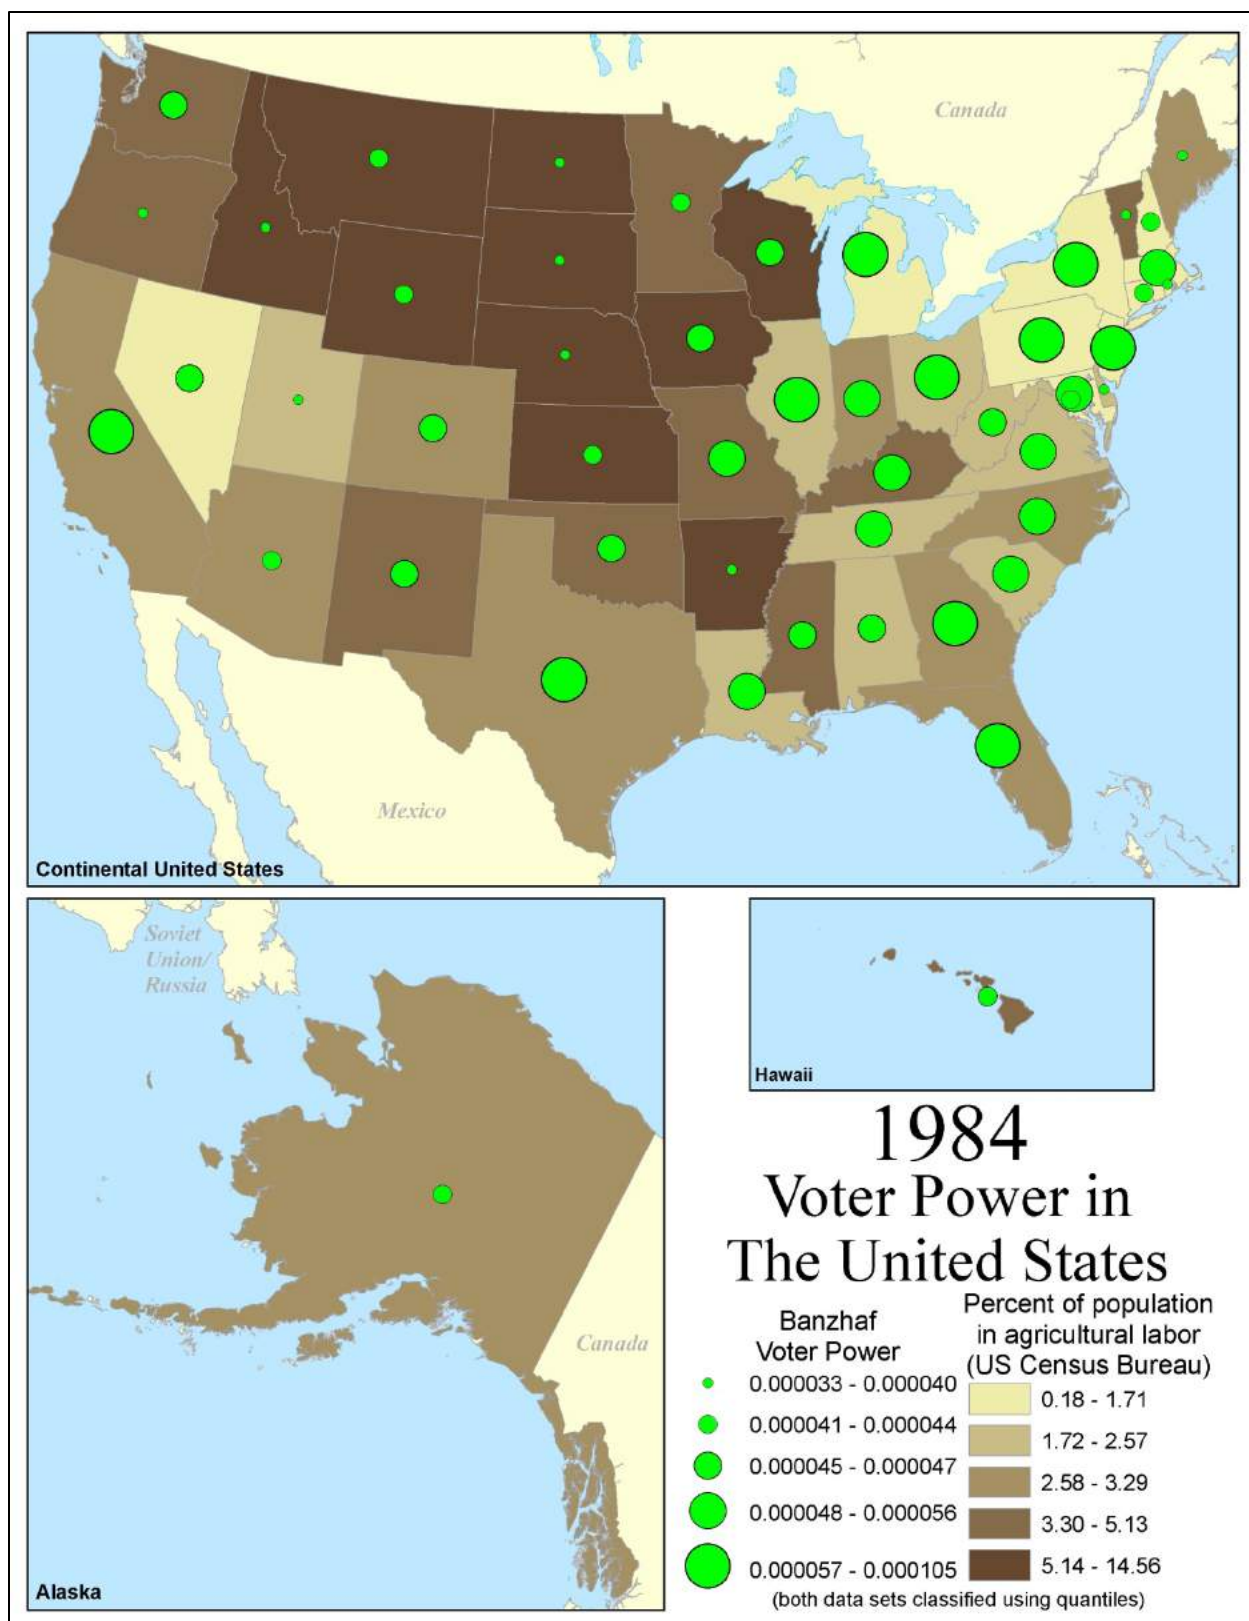 Canada
Mexico
Continental United States
Soviet
Union/
Russia
Canada
Alaska
Hawaii
1984
Voter Power in
The United States
Banzhaf
Voter Power
0.000033 - 0.000040
0.000041 - 0.000044
0.000045 - 0.000047
0.000048 - 0.000056
0.000057 - 0.000105
Percent of population
in agricultural labor
(US Census Bureau)
0.18 - 1.71
1.72 - 2.57
2.58 - 3.29
3.30 - 5.13
5.14 - 14.56
(both data sets classified using quantiles)